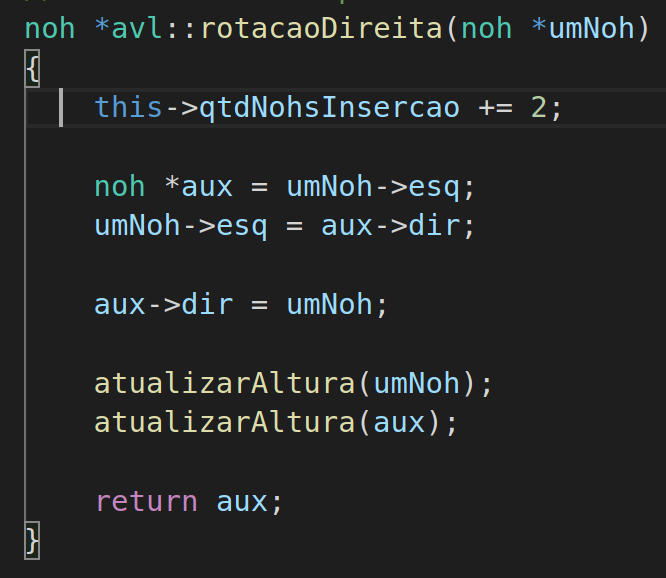 noh *avl::rotacaoDireita(noh *umNoh)
{
this->qtdNohsInsercao += 2;
noh *aux = umNoh->esq;
umNoh->esq = aux->dir;
aux->dir = umNoh;
atualizarAltura(umNoh);
atualizarAltura(aux);
return aux;
}